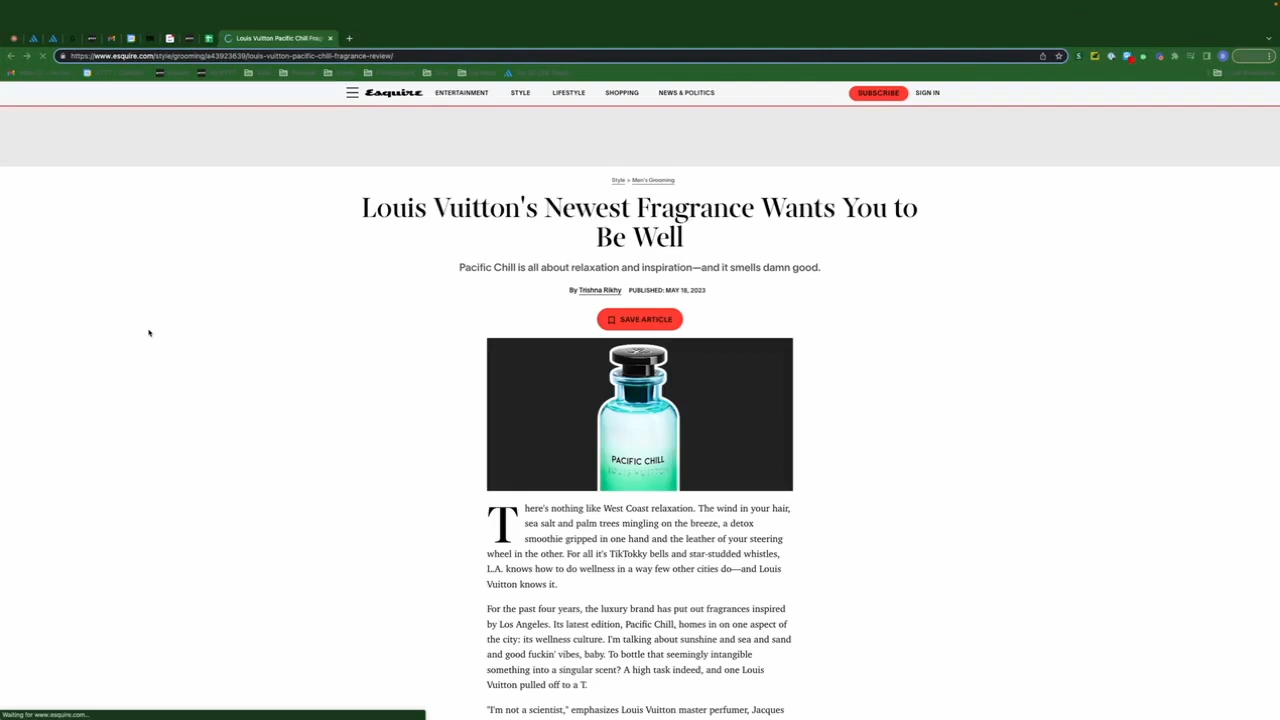 Louis Vuitton Pacific Chill Frag
https://www.esquire.com/style/grooming/a43923639/louis-vuitton-pacific-chill-fragrance-review/
Esquire
ENTERTAINMENT
STYLE
LIFESTYLE
SHOPPING
NEWS & POLITICS
SUBSCRIBE
SIGN IN
Style > Men's Grooming
Louis Vuitton's Newest Fragrance Wants You to
Be Well
Pacific Chill is all about relaxation and inspiration—and it smells damn good.
By Trishna Rikhy PUBLISHED: MAY 18, 2023
SAVE ARTICLE
PACIFIC CHILL
LOUIS VUITTON
There's nothing like West Coast relaxation. The wind in your hair,
sea salt and palm trees mingling on the breeze, a detox
smoothie gripped in one hand and the leather of your steering
wheel in the other. For all it's TikTokky bells and star-studded whistles,
L.A. knows how to do wellness in a way few other cities do—and Louis
Vuitton knows it.
For the past four years, the luxury brand has put out fragrances inspired
by Los Angeles. Its latest edition, Pacific Chill, homes in on one aspect of
the city: its wellness culture. I'm talking about sunshine and sea and sand
and good fuckin' vibes, baby. To bottle that seemingly intangible
something into a singular scent? A high task indeed, and one Louis
Vuitton pulled off to a T.
"I'm not a scientist," emphasizes Louis Vuitton master perfumer, Jacques
Waiting for www.esquire.com...